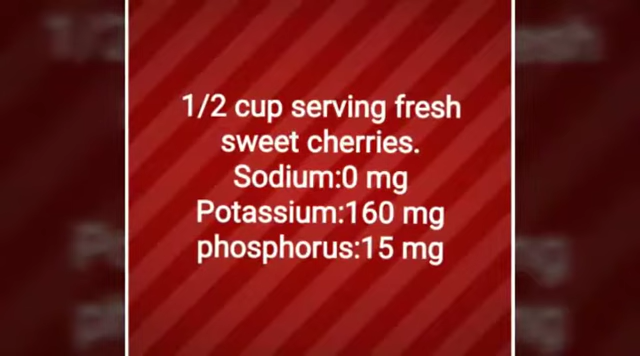 1/2 cup serving fresh
sweet cherries.
Sodium:0 mg
Potassium:160 mg
phosphorus:15 mg